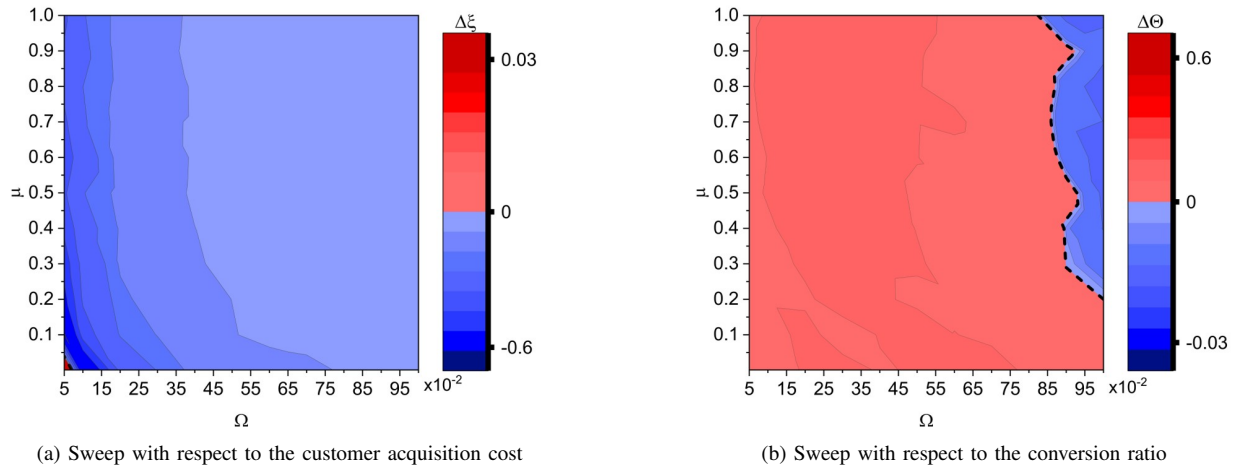 Δξ
1.0
0.9
0.8
0.7
0.6
0.5
0.4
0.3
0.2
0.1
μ
5 15 25 35 45 55 65 75 85 95 x10⁻²
Ω
0.03
0
-0.6
(a) Sweep with respect to the customer acquisition cost
ΔΘ
1.0
0.9
0.8
0.7
0.6
0.5
0.4
0.3
0.2
0.1
μ
5 15 25 35 45 55 65 75 85 95 x10⁻²
Ω
0.6
0
-0.03
(b) Sweep with respect to the conversion ratio